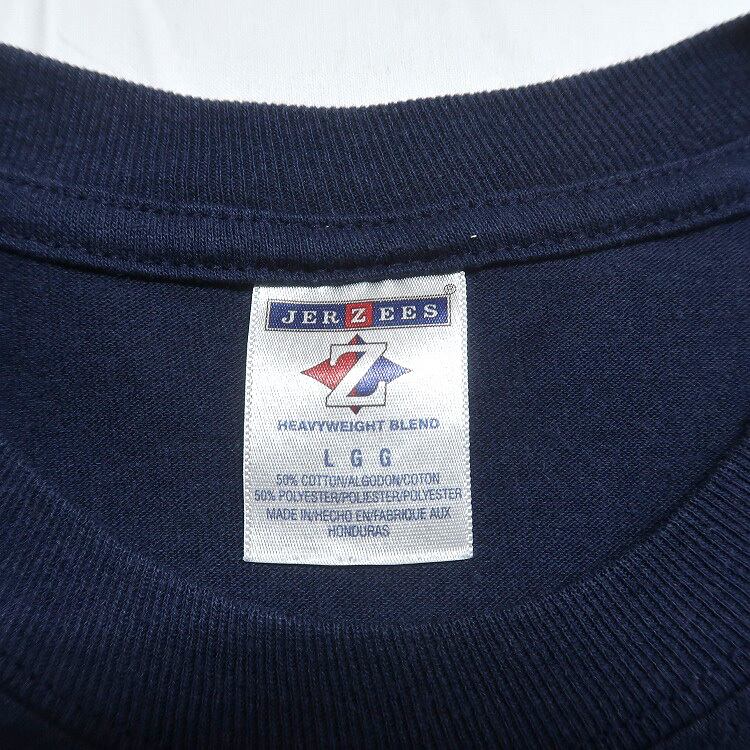 JERZEES®
Z
HEAVYWEIGHT BLEND
L G G
50% COTTON/ALGODON/COTON
50% POLYESTER/POLIESTER/POLYESTER
MADE IN/HECHO EN/FABRIQUE AUX
HONDURAS